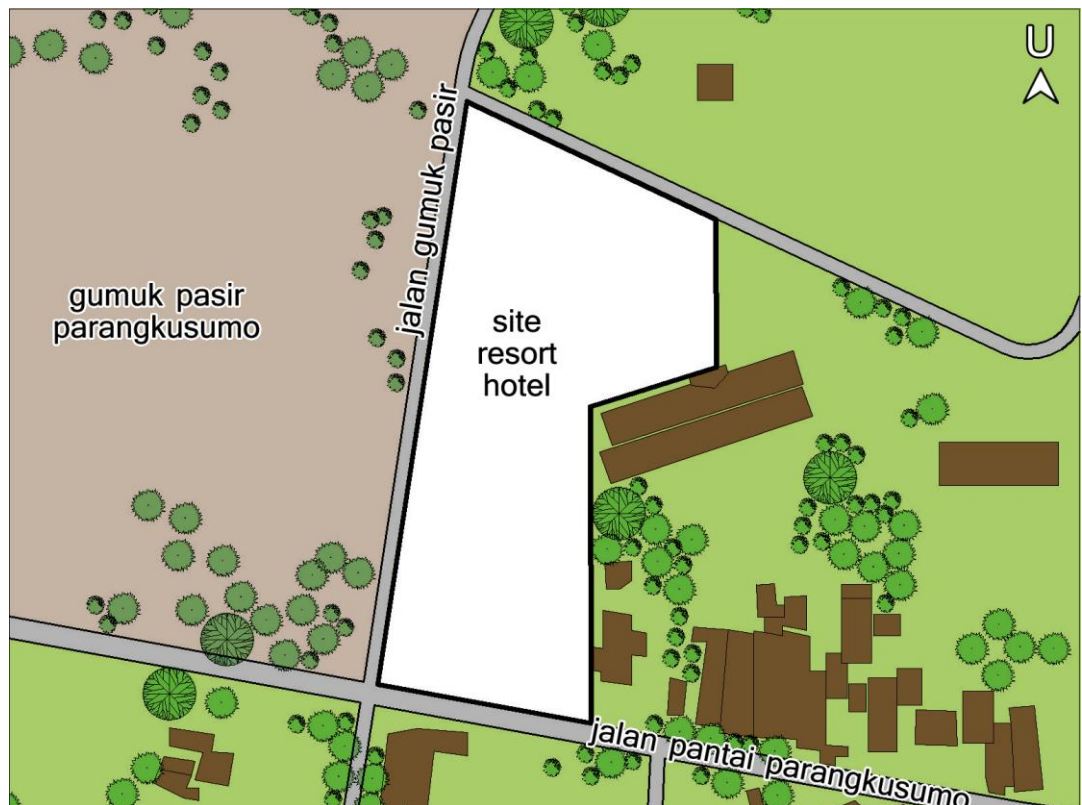 U
jalan gumuk pasir
gumuk pasir
parangkusumo
site
resort
hotel
jalan pantai parangkusumo